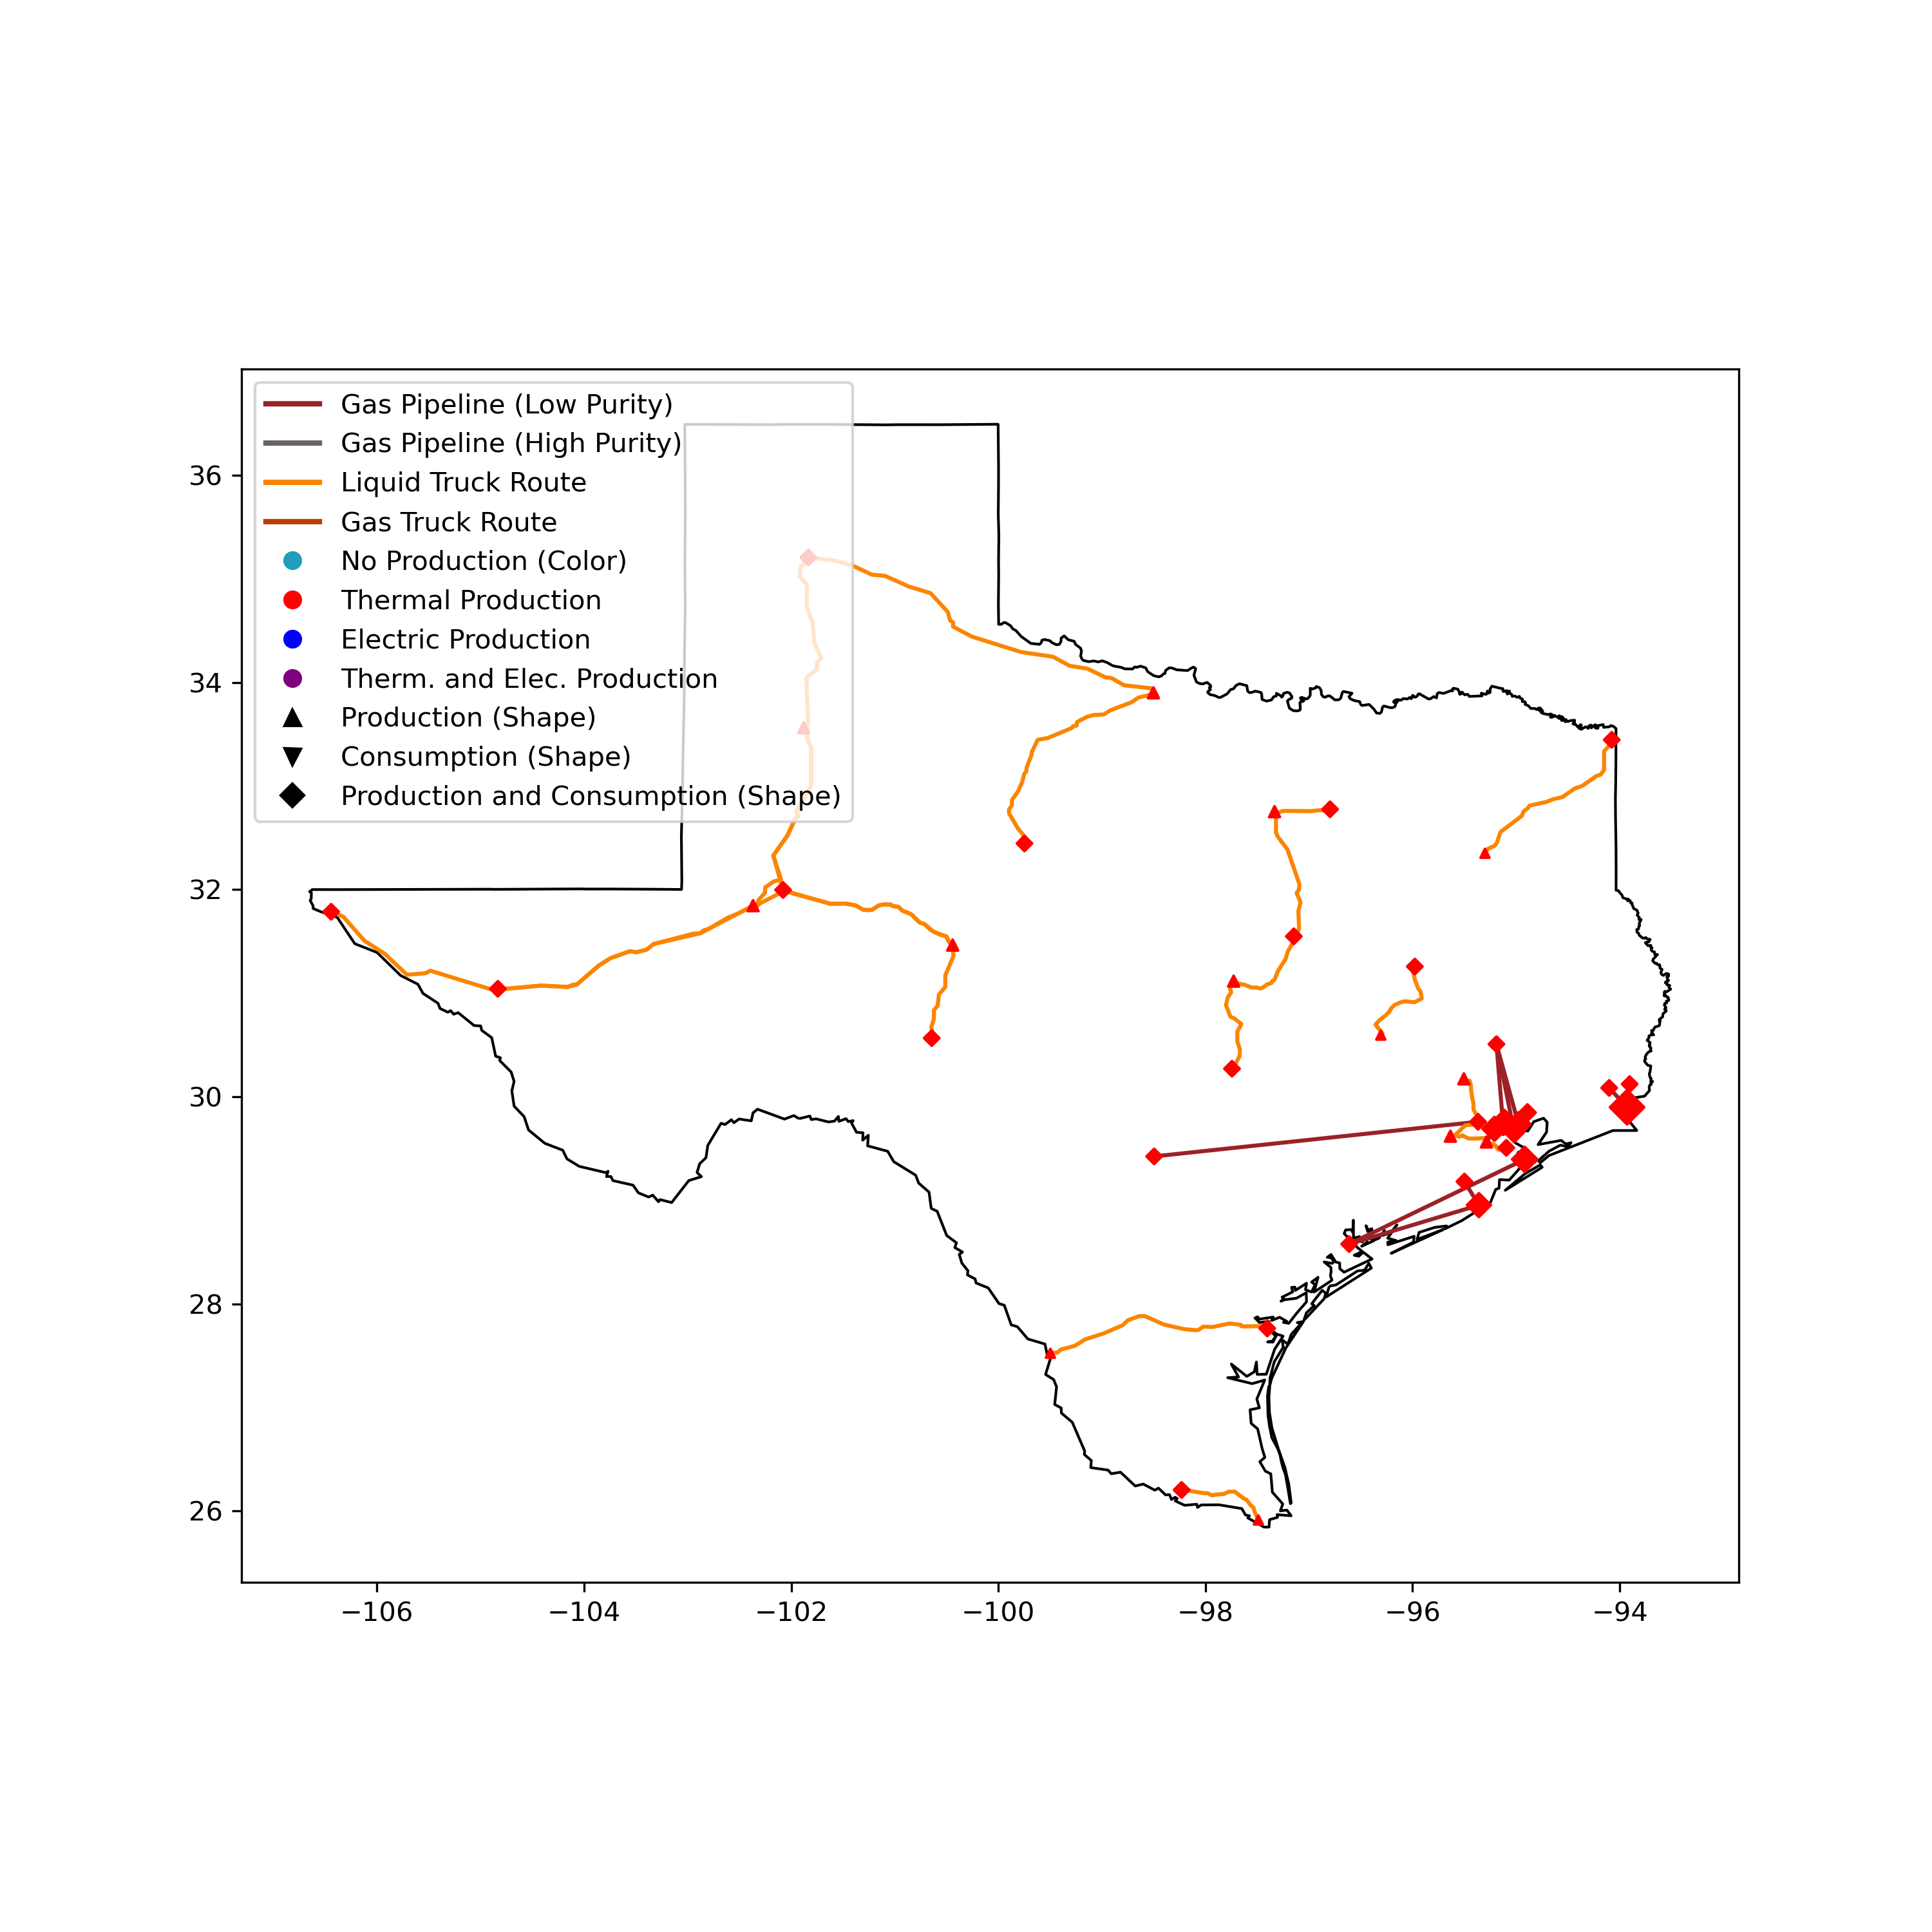 Gas Pipeline (Low Purity)
Gas Pipeline (High Purity)
Liquid Truck Route
Gas Truck Route
No Production (Color)
Thermal Production
Electric Production
Therm. and Elec. Production
Production (Shape)
Consumption (Shape)
Production and Consumption (Shape)
36
34
32
30
28
26
−106
−104
−102
−100
−98
−96
−94